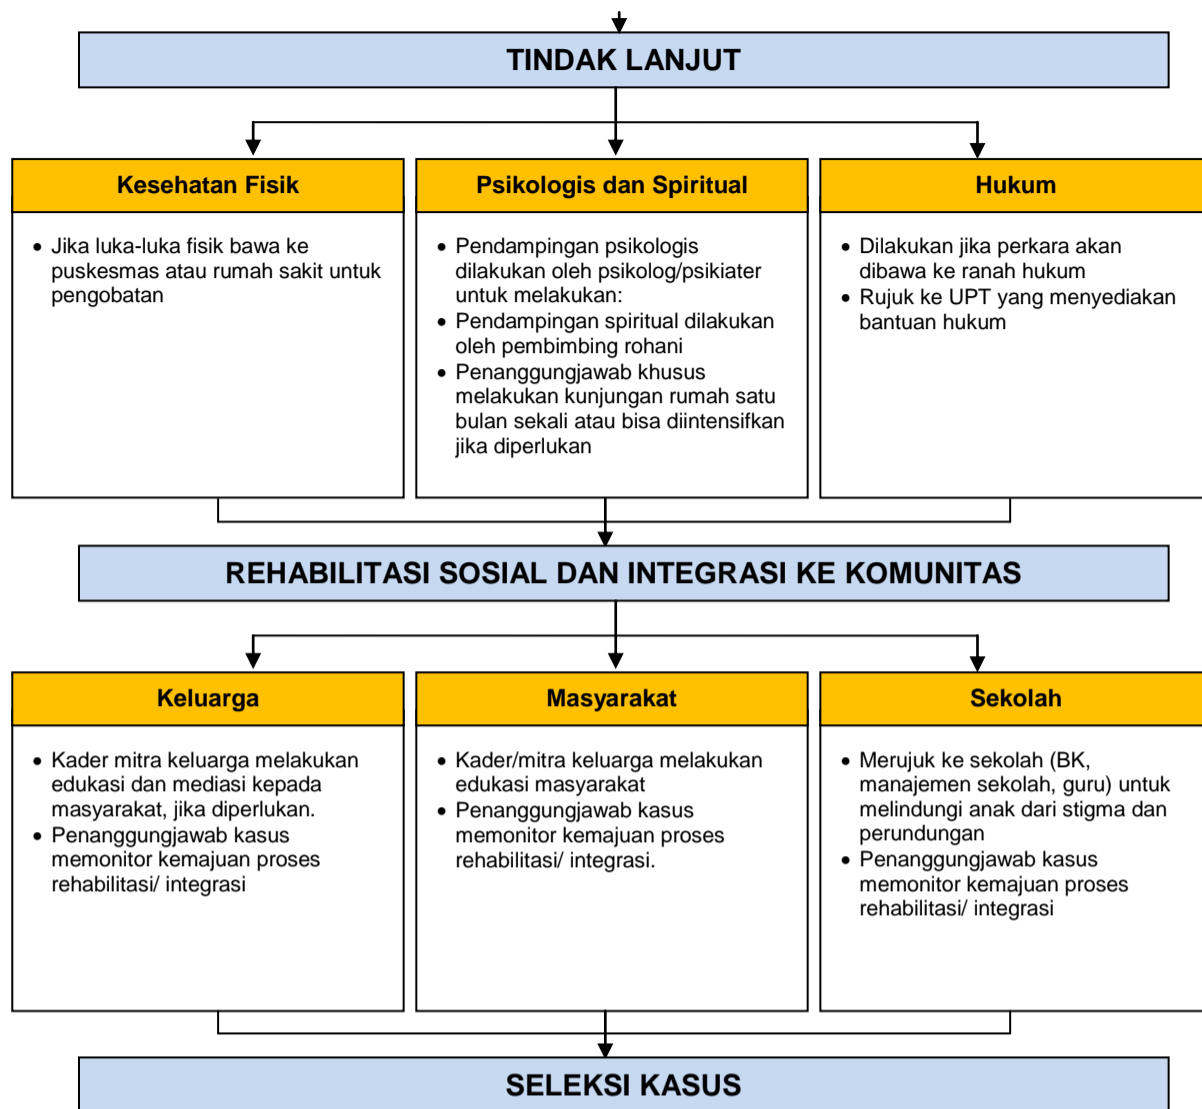 TINDAK LANJUT
Kesehatan Fisik
• Jika luka-luka fisik bawa ke
puskesmas atau rumah sakit untuk
pengobatan
Psikologis dan Spiritual
• Pendampingan psikologis
dilakukan oleh psikolog/psikiater
untuk melakukan:
• Pendampingan spiritual dilakukan
oleh pembimbing rohani
• Penanggungjawab khusus
melakukan kunjungan rumah satu
bulan sekali atau bisa diintensifkan
jika diperlukan
Hukum
• Dilakukan jika perkara akan
dibawa ke ranah hukum
• Rujuk ke UPT yang menyediakan
bantuan hukum
REHABILITASI SOSIAL DAN INTEGRASI KE KOMUNITAS
Keluarga
• Kader mitra keluarga melakukan
edukasi dan mediasi kepada
masyarakat, jika diperlukan.
• Penanggungjawab kasus
memonitor kemajuan proses
rehabilitasi/ integrasi
Masyarakat
• Kader/mitra keluarga melakukan
edukasi masyarakat
• Penanggungjawab kasus
memonitor kemajuan proses
rehabilitasi/ integrasi.
Sekolah
• Merujuk ke sekolah (BK,
manajemen sekolah, guru) untuk
melindungi anak dari stigma dan
perundungan
• Penanggungjawab kasus
memonitor kemajuan proses
rehabilitasi/ integrasi
SELEKSI KASUS